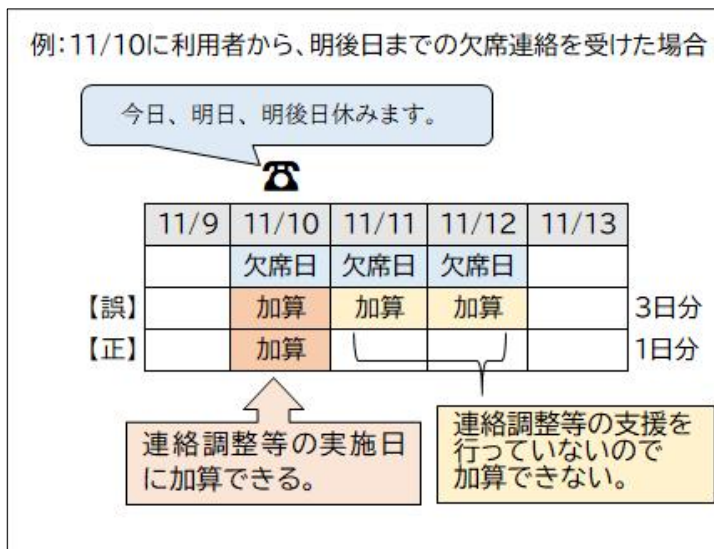 例：11/10に利用者から、明後日までの欠席連絡を受けた場合
今日、明日、明後日休みます。
11/9 11/10 11/11 11/12 11/13
欠席日 欠席日 欠席日
【誤】 加算 加算 加算 3日分
【正】 加算 1日分
連絡調整等の実施日
に加算できる。
連絡調整等の支援を
行っていないので
加算できない。